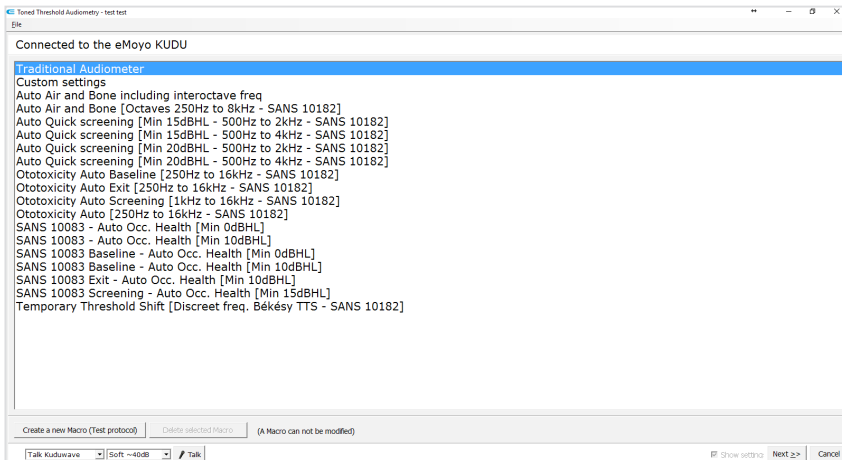 Toned Threshold Audiometry - test test
File
Connected to the eMoyo KUDU
Traditional Audiometer
Custom settings
Auto Air and Bone including interoctave freq
Auto Air and Bone [Octaves 250Hz to 8kHz - SANS 10182]
Auto Quick screening [Min 15dBHL - 500Hz to 2kHz - SANS 10182]
Auto Quick screening [Min 15dBHL - 500Hz to 4kHz - SANS 10182]
Auto Quick screening [Min 20dBHL - 500Hz to 2kHz - SANS 10182]
Auto Quick screening [Min 20dBHL - 500Hz to 4kHz - SANS 10182]
Ototoxicity Auto Baseline [250Hz to 16kHz - SANS 10182]
Ototoxicity Auto Exit [250Hz to 16kHz - SANS 10182]
Ototoxicity Auto Screening [1kHz to 16kHz - SANS 10182]
Ototoxicity Auto [250Hz to 16kHz - SANS 10182]
SANS 10083 - Auto Occ. Health [Min 0dBHL]
SANS 10083 - Auto Occ. Health [Min 10dBHL]
SANS 10083 Baseline - Auto Occ. Health [Min 0dBHL]
SANS 10083 Baseline - Auto Occ. Health [Min 10dBHL]
SANS 10083 Exit - Auto Occ. Health [Min 10dBHL]
SANS 10083 Screening - Auto Occ. Health [Min 15dBHL]
Temporary Threshold Shift [Discreet freq. Békésy TTS - SANS 10182]
Create a new Macro (Test protocol) Delete selected Macro (A Macro can not be modified)
Talk Kuduwave Soft ~40dB Talk Show setting Next >> Cancel